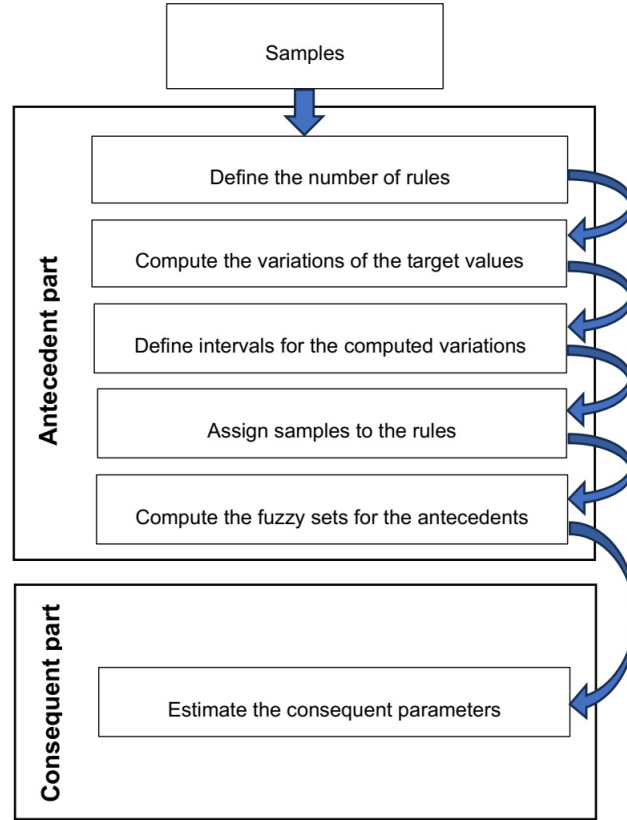 Samples
Antecedent part
Define the number of rules
Compute the variations of the target values
Define intervals for the computed variations
Assign samples to the rules
Compute the fuzzy sets for the antecedents
Consequent part
Estimate the consequent parameters